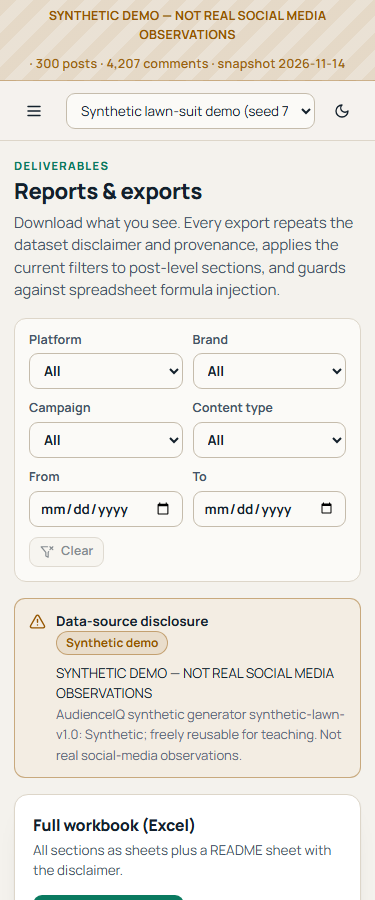 SYNTHETIC DEMO — NOT REAL SOCIAL MEDIA
OBSERVATIONS
· 300 posts · 4,207 comments · snapshot 2026-11-14
Synthetic lawn-suit demo (seed 7
DELIVERABLES
Reports & exports
Download what you see. Every export repeats the
dataset disclaimer and provenance, applies the
current filters to post-level sections, and guards
against spreadsheet formula injection.
Platform
Brand
All
All
Campaign
Content type
All
All
From
To
mm/dd/yyyy
mm/dd/yyyy
Clear
Data-source disclosure
Synthetic demo
SYNTHETIC DEMO — NOT REAL SOCIAL MEDIA
OBSERVATIONS
AudienceIQ synthetic generator synthetic-lawn-
v1.0: Synthetic; freely reusable for teaching. Not
real social-media observations.
Full workbook (Excel)
All sections as sheets plus a README sheet with
the disclaimer.